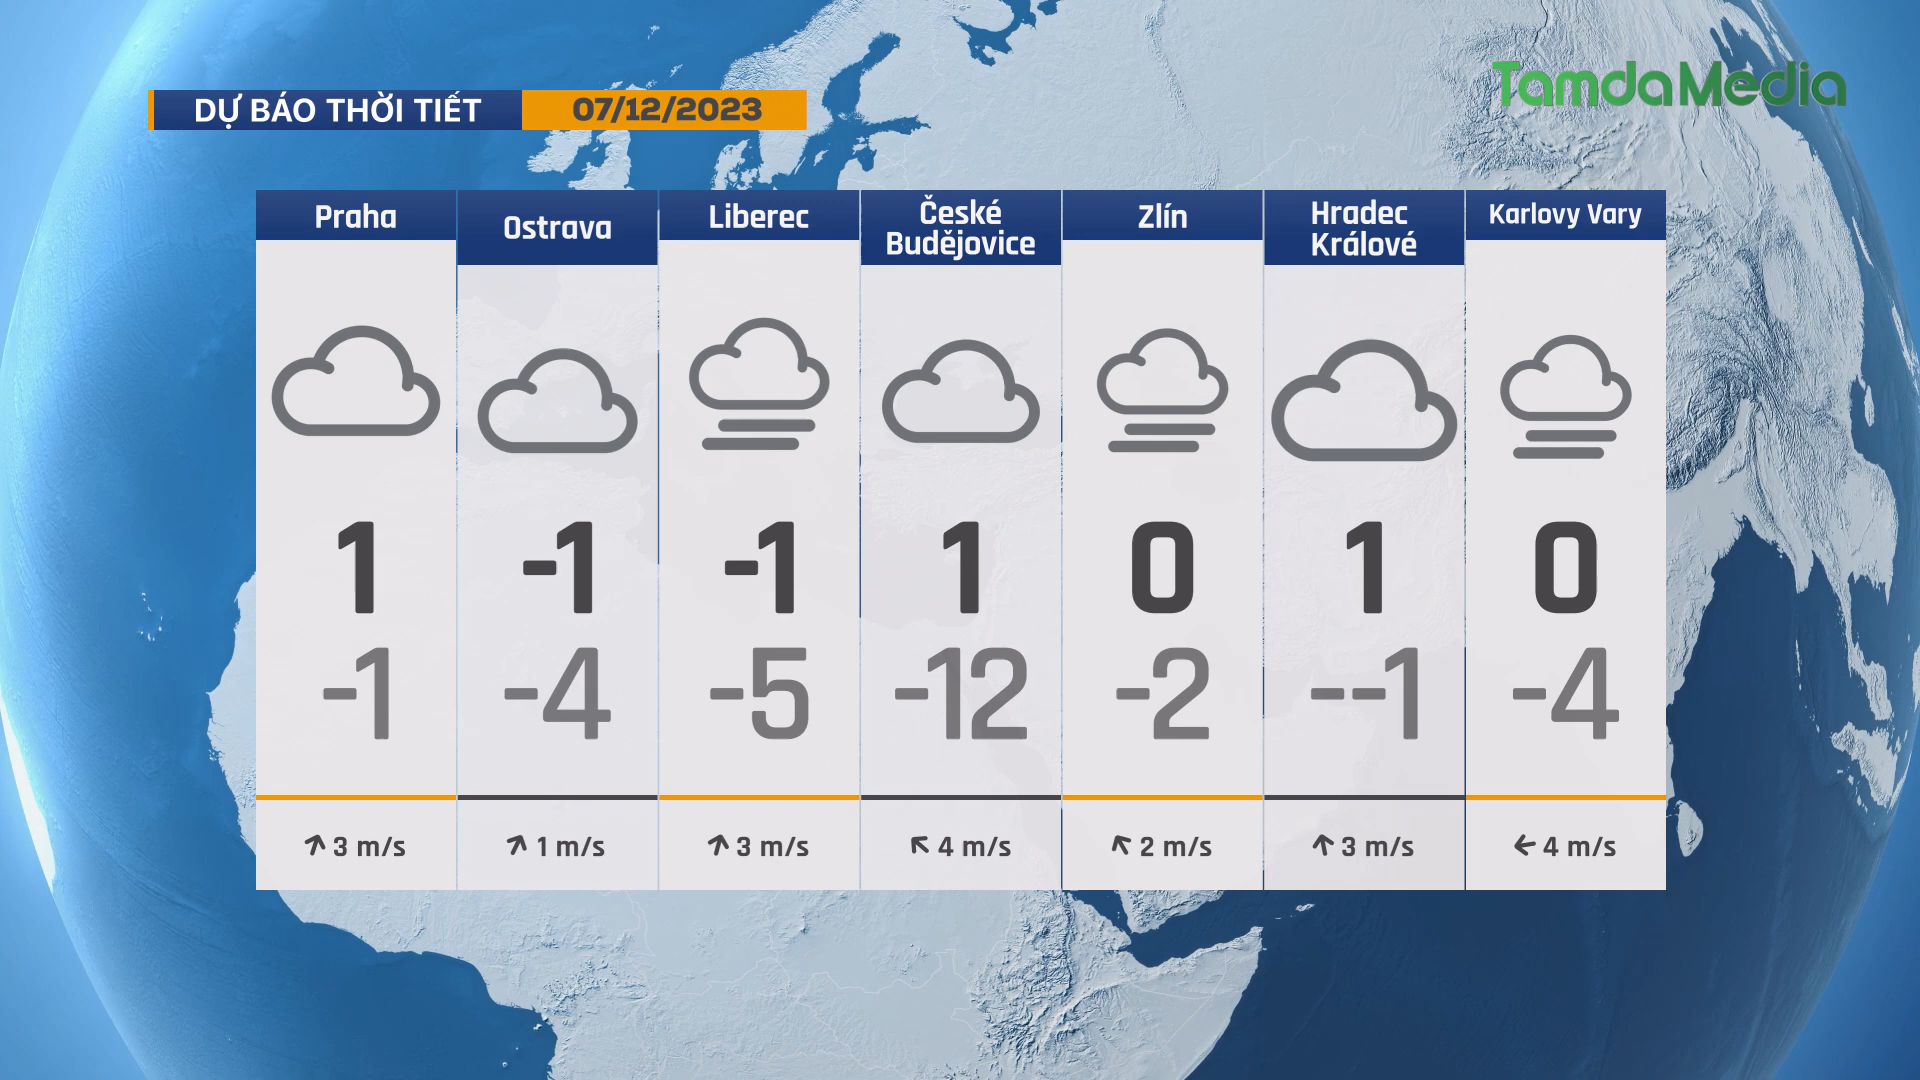 TamdaMedia
DỰ BÁO THỜI TIẾT 07/12/2023
Praha
Ostrava
Liberec
České
Budějovice
Zlín
Hradec
Králové
Karlovy Vary
1 -1 -1 1 0 1 0
-1 -4 -5 -12 -2 --1 -4
3 m/s 1 m/s 3 m/s 4 m/s 2 m/s 3 m/s 4 m/s